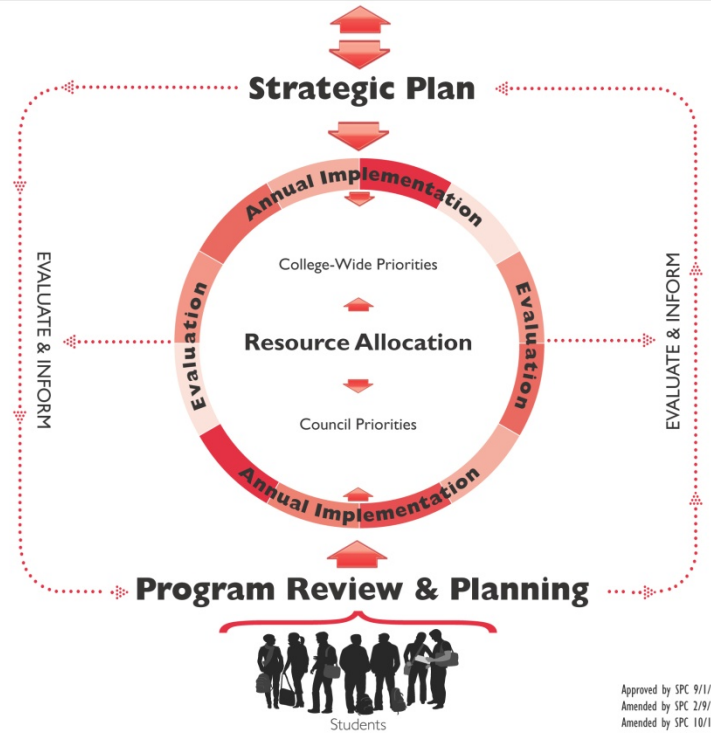 Strategic Plan
Annual Implementation
College-Wide Priorities
EVALUATE & INFORM
Evaluation
Resource Allocation
Evaluation
EVALUATE & INFORM
Council Priorities
Annual Implementation
Program Review & Planning
Students
Approved by SPC 9/1/
Amended by SPC 2/9/
Amended by SPC 10/1